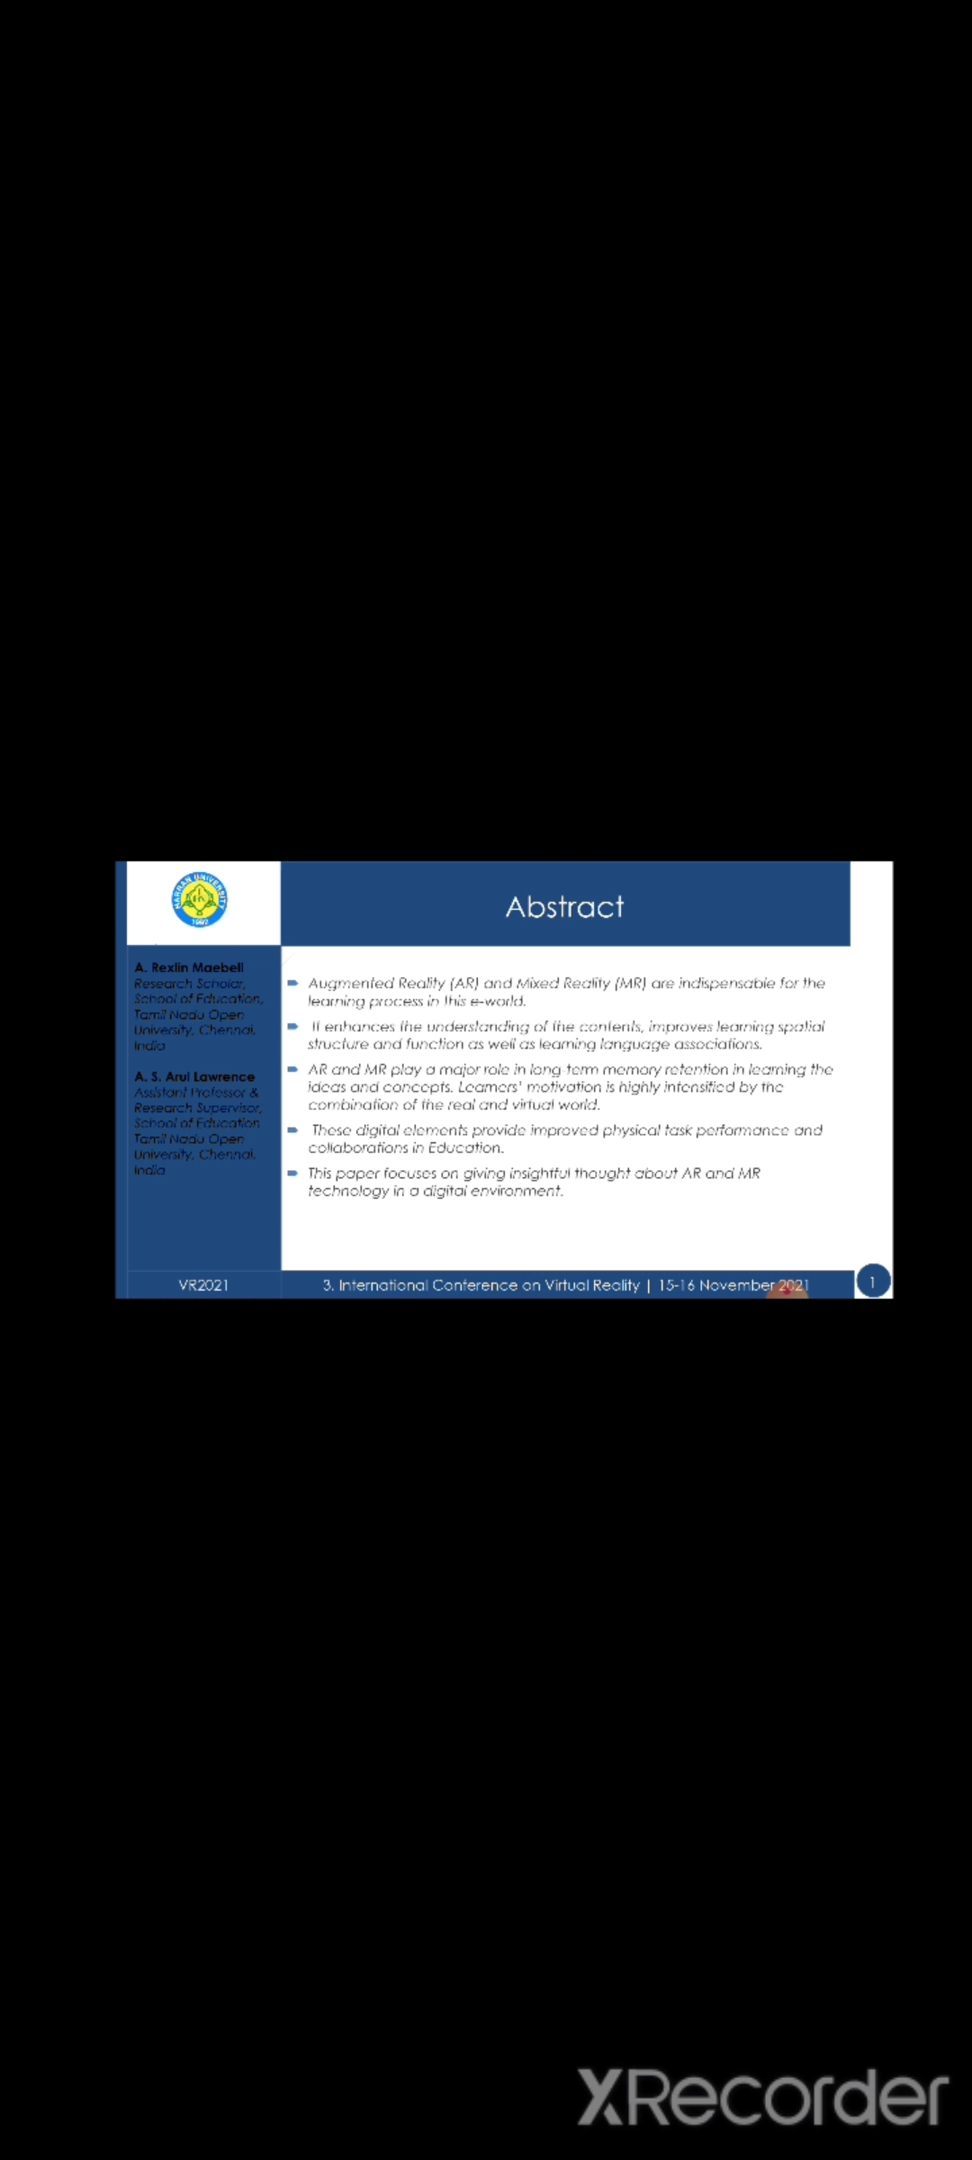 HARRAN UNIVERSITY
1992
Abstract
A. Rexlin Maebell
Research Scholar,
School of Education,
Tamil Nadu Open
University, Chennai,
India
A. S. Arul Lawrence
Assistant Professor &
Research Supervisor,
School of Education
Tamil Nadu Open
University, Chennai,
India
Augmented Reality (AR) and Mixed Reality (MR) are indispensable for the
learning process in this e-world.
It enhances the understanding of the contents, improves learning spatial
structure and function as well as learning language associations.
AR and MR play a major role in long-term memory retention in learning the
ideas and concepts. Learners' motivation is highly intensified by the
combination of the real and virtual world.
These digital elements provide improved physical task performance and
collaborations in Education.
This paper focuses on giving insightful thought about AR and MR
technology in a digital environment.
VR2021
3. International Conference on Virtual Reality | 15-16 November 2021
1
XRecorder